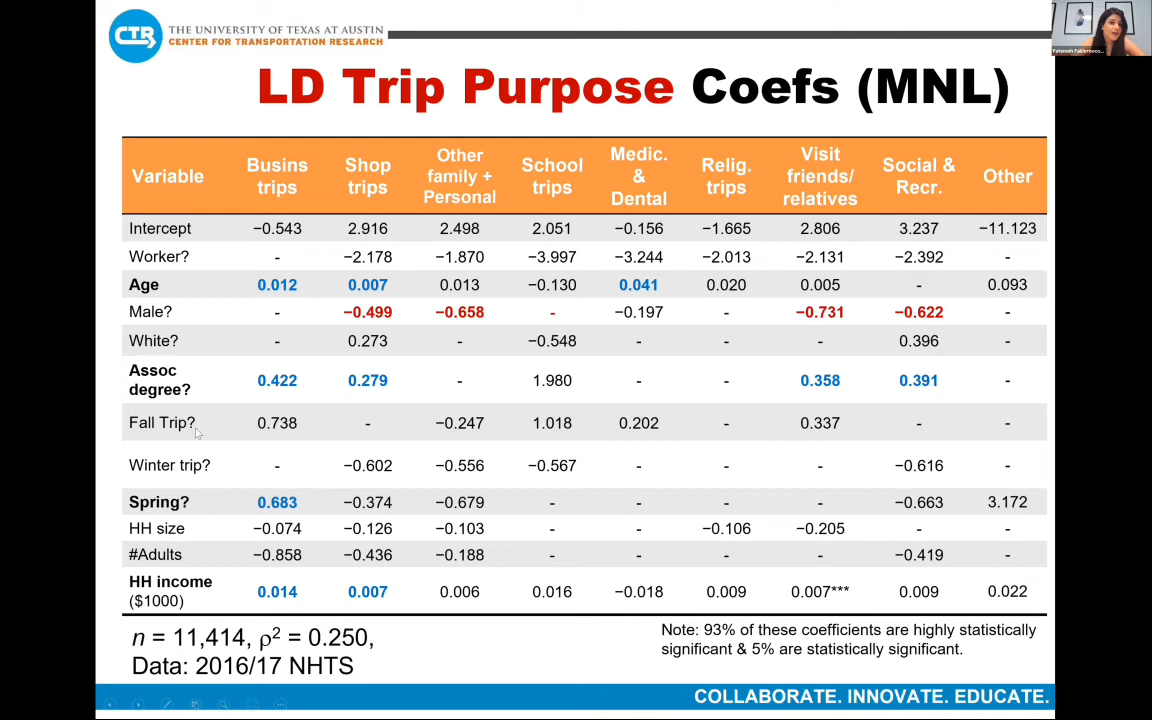 CTR
THE UNIVERSITY OF TEXAS AT AUSTIN
CENTER FOR TRANSPORTATION RESEARCH
LD Trip Purpose Coefs (MNL)
Variable Busins trips Shop trips Other family + Personal School trips Medic. & Dental Relig. trips Visit friends/ relatives Social & Recr. Other
Intercept −0.543 2.916 2.498 2.051 −0.156 −1.665 2.806 3.237 −11.123
Worker? - −2.178 −1.870 −3.997 −3.244 −2.013 −2.131 −2.392 -
Age 0.012 0.007 0.013 −0.130 0.041 0.020 0.005 - 0.093
Male? - −0.499 −0.658 - −0.197 - −0.731 −0.622 -
White? - 0.273 - −0.548 - - - 0.396 -
Assoc degree? 0.422 0.279 - 1.980 - - 0.358 0.391 -
Fall Trip? 0.738 - −0.247 1.018 0.202 - 0.337 - -
Winter trip? - −0.602 −0.556 −0.567 - - - −0.616 -
Spring? 0.683 −0.374 −0.679 - - - - −0.663 3.172
HH size −0.074 −0.126 −0.103 - - −0.106 −0.205 - -
#Adults −0.858 −0.436 −0.188 - - - - −0.419 -
HH income ($1000) 0.014 0.007 0.006 0.016 −0.018 0.009 0.007*** 0.009 0.022
n = 11,414, ρ² = 0.250,
Data: 2016/17 NHTS
Note: 93% of these coefficients are highly statistically
significant & 5% are statistically significant.
COLLABORATE. INNOVATE. EDUCATE.